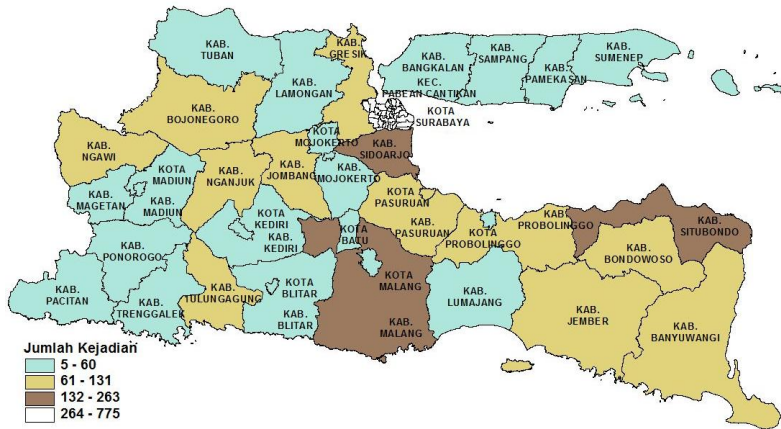 KAB.
TUBAN
KAB.
LAMONGAN
KAB.
GRESIK
KAB.
BANGKALAN
KAB.
SAMPANG
KAB.
PAMEKASAN
KAB.
SUMENEP
KEC.
PABEAN CANTIKAN
KOTA
SURABAYA
KAB.
BOJONEGORO
KAB.
NGAWI
KOTA
MOJOKERTO
KAB.
SIDOARJO
KOTA
MADIUN
KAB.
NGANJUK
KAB.
JOMBANG
KAB.
MOJOKERTO
KAB.
MAGETAN
KAB.
MADIUN
KOTA
PASURUAN
KAB.
PASURUAN
KOTA
KEDIRI
KAB.
KEDIRI
KOTA
BATU
KOTA
PROBOLINGGO
KAB.
PROBOLINGGO
KAB.
SITUBONDO
KAB.
BONDOWOSO
KAB.
PONOROGO
KAB.
PACITAN
KAB.
TRENGGALEK
KAB.
TULUNGAGUNG
KOTA
BLITAR
KAB.
BLITAR
KOTA
MALANG
KAB.
MALANG
KAB.
LUMAJANG
KAB.
JEMBER
KAB.
BANYUWANGI
Jumlah Kejadian
5 - 60
61 - 131
132 - 263
264 - 775